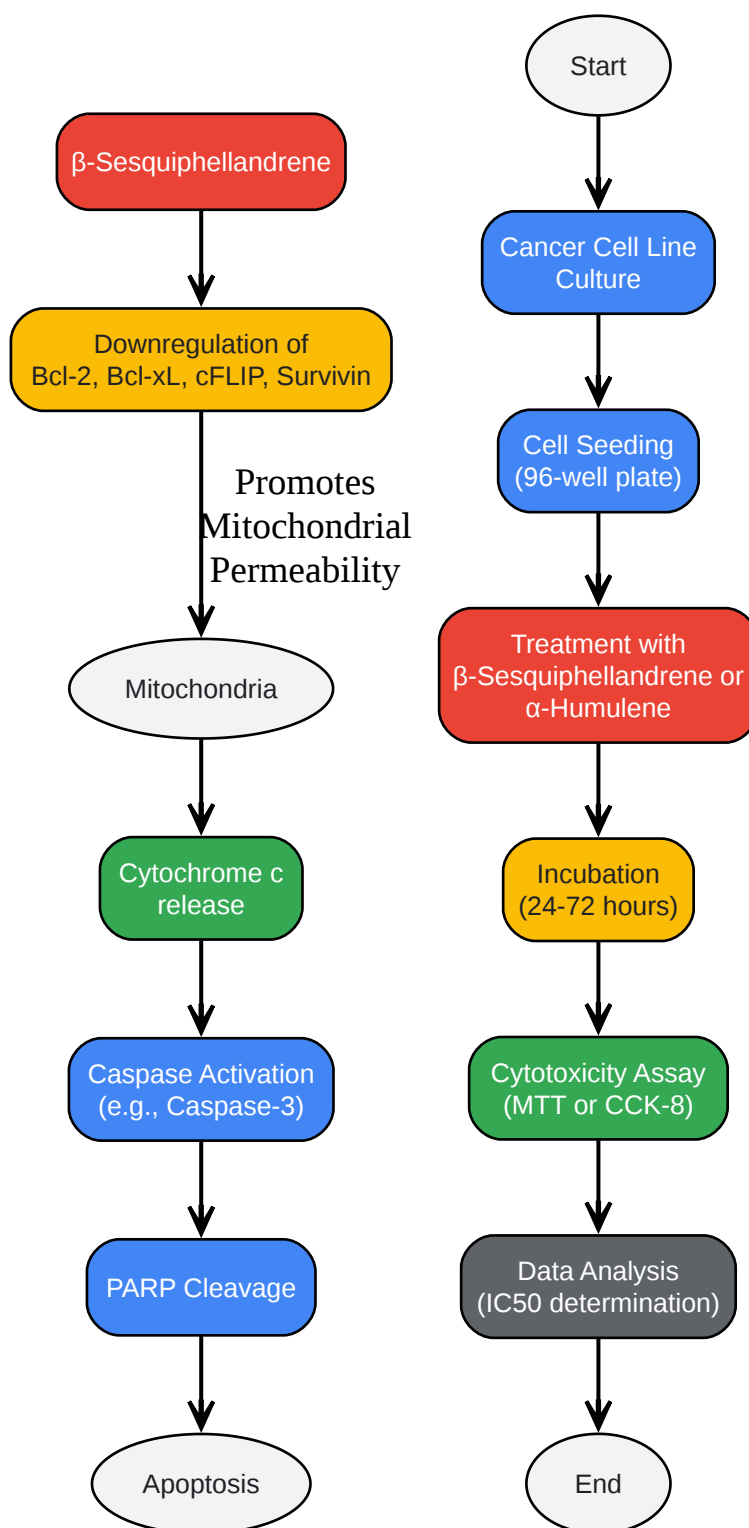 β-Sesquiphellandrene
Downregulation of
Bcl-2, Bcl-xL, cFLIP, Survivin
Promotes
Mitochondrial
Permeability
Mitochondria
Cytochrome c
release
Caspase Activation
(e.g., Caspase-3)
PARP Cleavage
Apoptosis
Start
Cancer Cell Line
Culture
Cell Seeding
(96-well plate)
Treatment with
β-Sesquiphellandrene or
α-Humulene
Incubation
(24-72 hours)
Cytotoxicity Assay
(MTT or CCK-8)
Data Analysis
(IC50 determination)
End